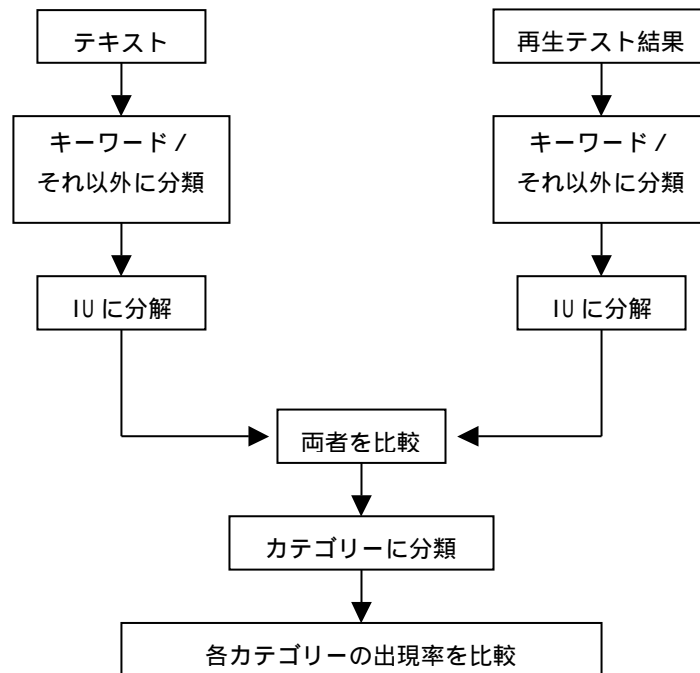 テキスト
再生テスト結果
キーワード /
それ以外に分類
キーワード /
それ以外に分類
IU に分解
IU に分解
両者を比較
カテゴリーに分類
各カテゴリーの出現率を比較